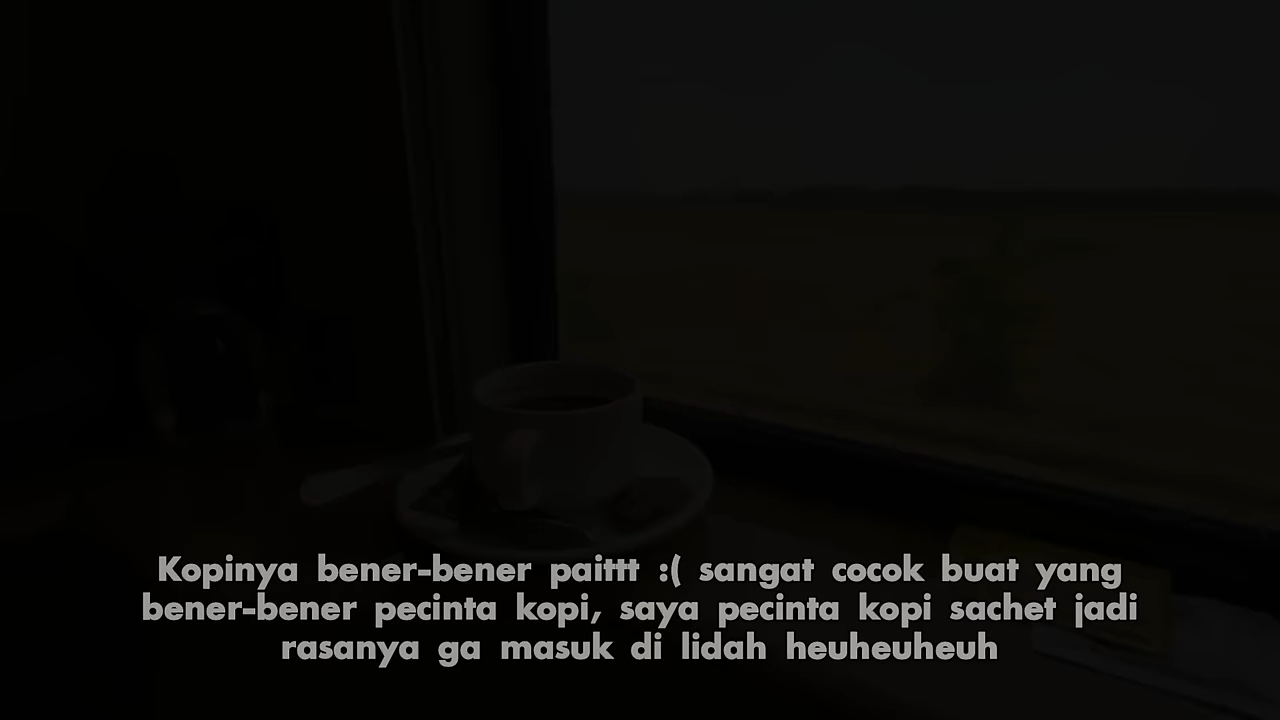 Kopinya bener-bener paittt :( sangat cocok buat yang
bener-bener pecinta kopi, saya pecinta kopi sachet jadi
rasanya ga masuk di lidah heuheuheuh